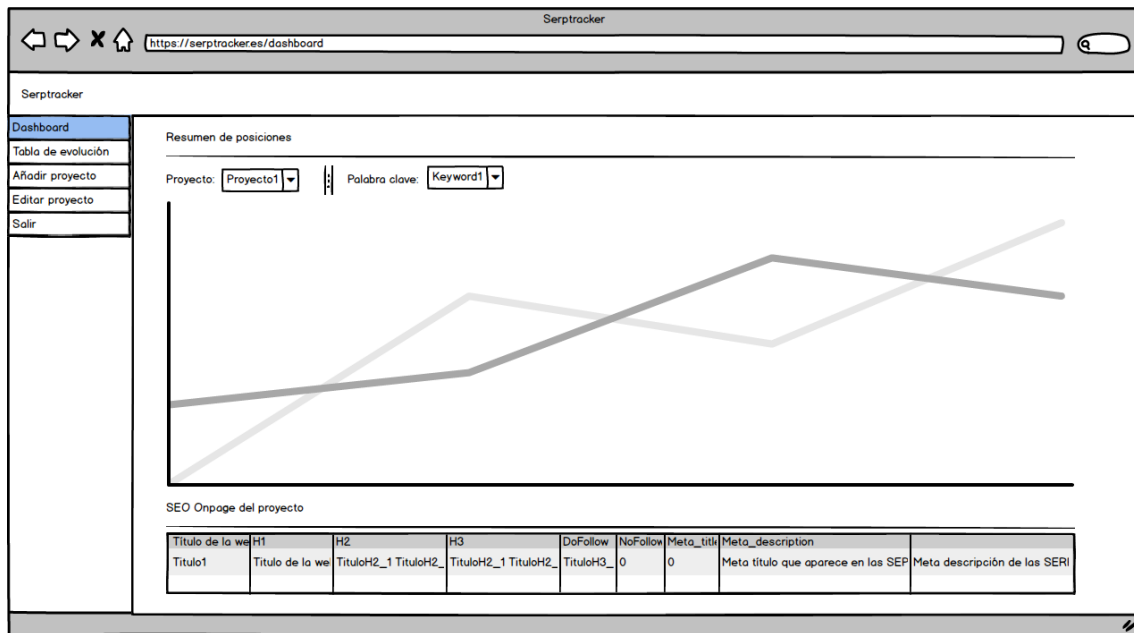 Serptracker
https://serptracker.es/dashboard
Serptracker
Dashboard
Tabla de evolución
Añadir proyecto
Editar proyecto
Salir
Resumen de posiciones
Proyecto: Proyecto1 Palabra clave: Keyword1
SEO Onpage del proyecto
Título de la we H1 H2 H3 DoFollow NoFollow Meta_title Meta_description
Titulo1 Titulo de la we TituloH2_1 TituloH2_ TituloH2_1 TituloH2_ TituloH3_ 0 0 Meta título que aparece en las SEP Meta descripción de las SERI